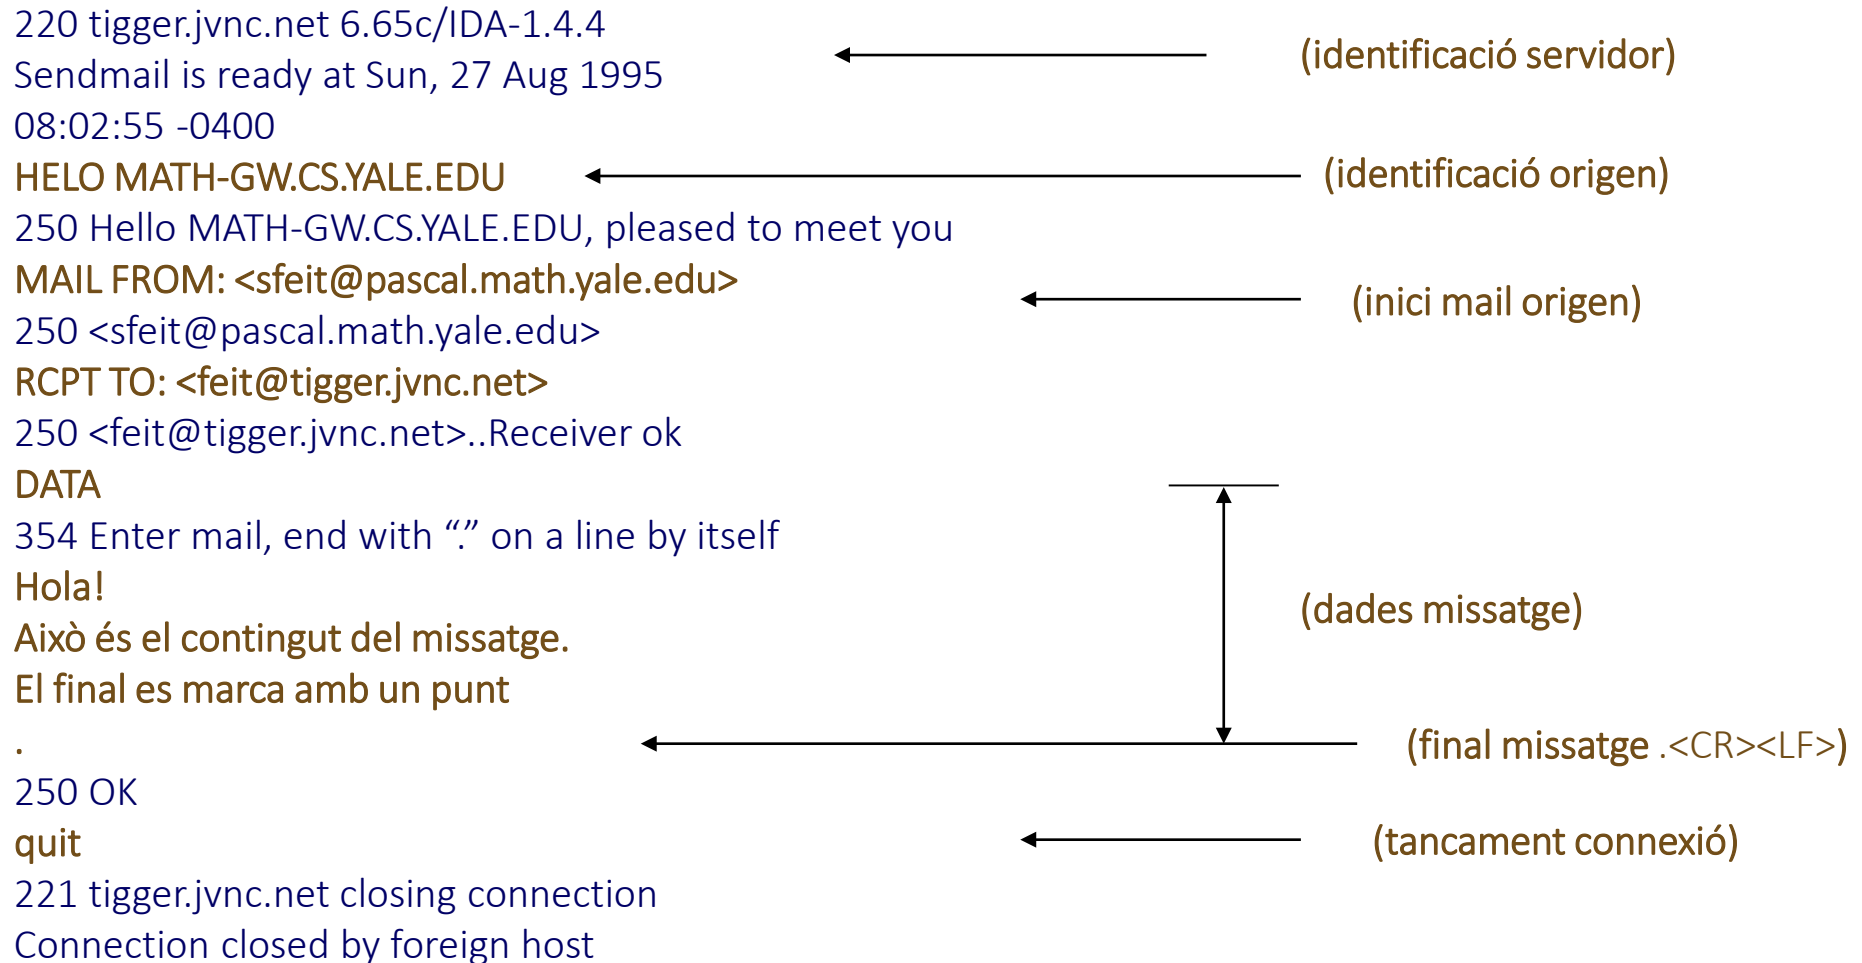 220 tigger.jvnc.net 6.65c/IDA-1.4.4
Sendmail is ready at Sun, 27 Aug 1995
(identificació servidor)
08:02:55 -0400
HELO MATH-GW.CS.YALE.EDU
(identificació origen)
250 Hello MATH-GW.CS.YALE.EDU, pleased to meet you
MAIL FROM: <sfeit@pascal.math.yale.edu>
(inici mail origen)
250 <sfeit@pascal.math.yale.edu>
RCPT TO: <feit@tigger.jvnc.net>
250 <feit@tigger.jvnc.net>..Receiver ok
DATA
354 Enter mail, end with “.” on a line by itself
Hola!
(dades missatge)
Això és el contingut del missatge.
El final es marca amb un punt
.
(final missatge .<CR><LF>)
250 OK
quit
(tancament connexió)
221 tigger.jvnc.net closing connection
Connection closed by foreign host